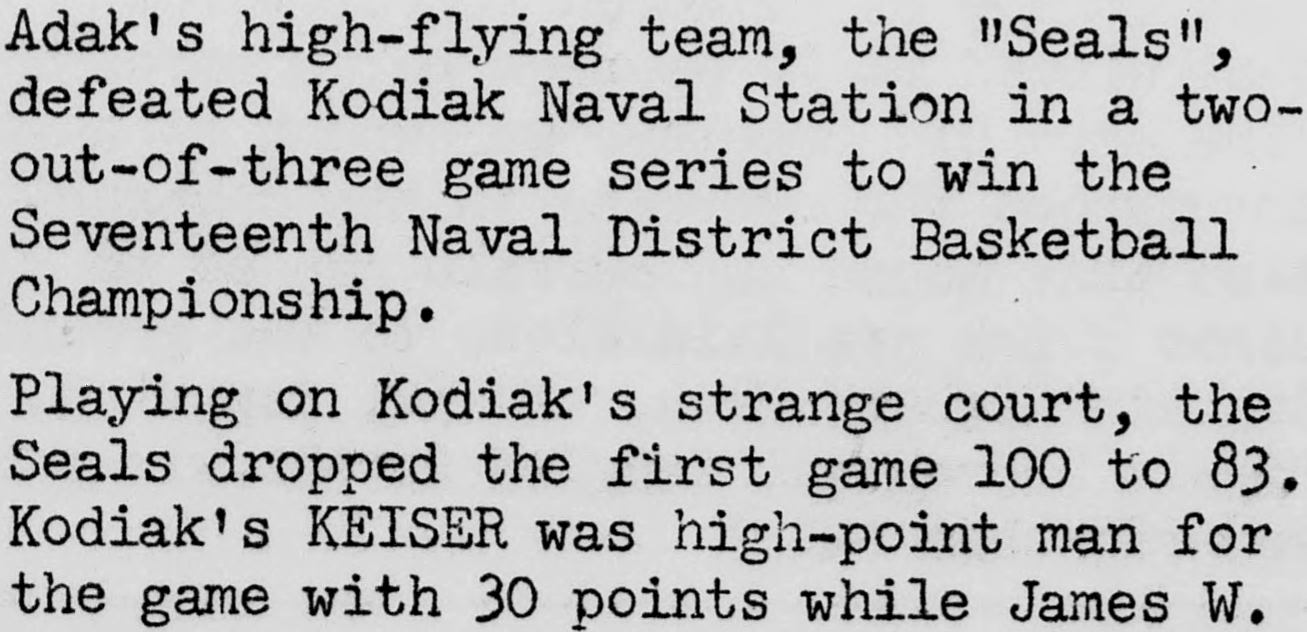 Adak's high-flying team, the "Seals",
defeated Kodiak Naval Station in a two-
out-of-three game series to win the
Seventeenth Naval District Basketball
Championship.
Playing on Kodiak's strange court, the
Seals dropped the first game 100 to 83.
Kodiak's KEISER was high-point man for
the game with 30 points while James W.